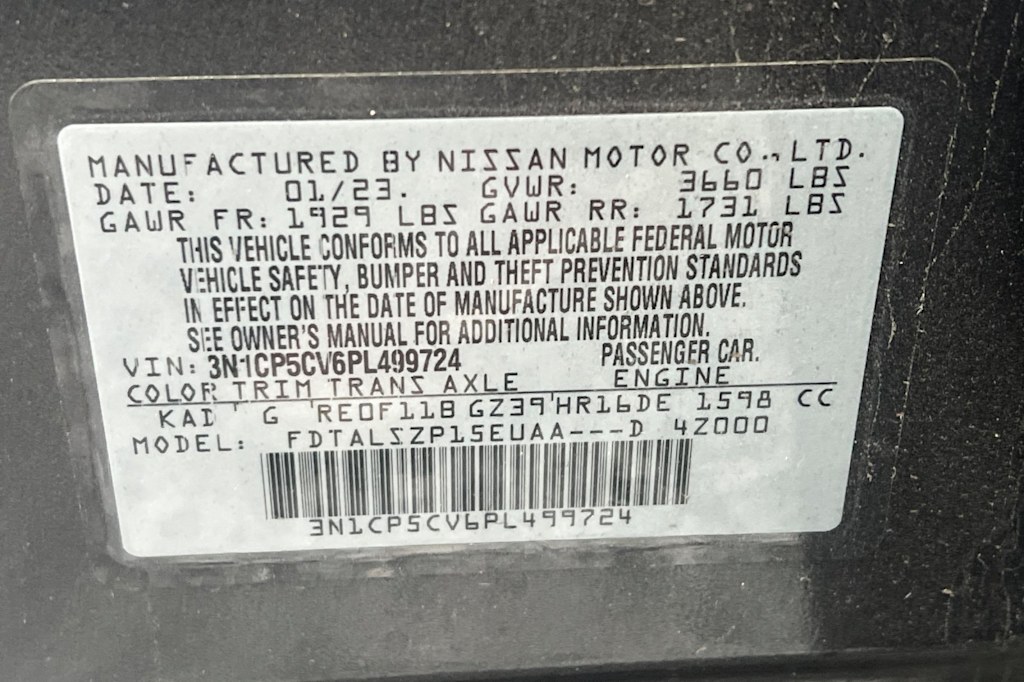 MANUFACTURED BY NISSAN MOTOR CO., LTD.
DATE: 01/23. GVWR: 3660 LBS
GAWR FR: 1929 LBS GAWR RR: 1731 LBS
THIS VEHICLE CONFORMS TO ALL APPLICABLE FEDERAL MOTOR
VEHICLE SAFETY, BUMPER AND THEFT PREVENTION STANDARDS
IN EFFECT ON THE DATE OF MANUFACTURE SHOWN ABOVE.
SEE OWNER'S MANUAL FOR ADDITIONAL INFORMATION.
VIN: 3N1CP5CV6PL499724 PASSENGER CAR.
COLOR TRIM TRANS AXLE ENGINE
KAD G RE0F11B GZ39 HR16DE 1598 CC
MODEL: FDTALSZP15EUAA---D 4Z000
3N1CP5CV6PL499724